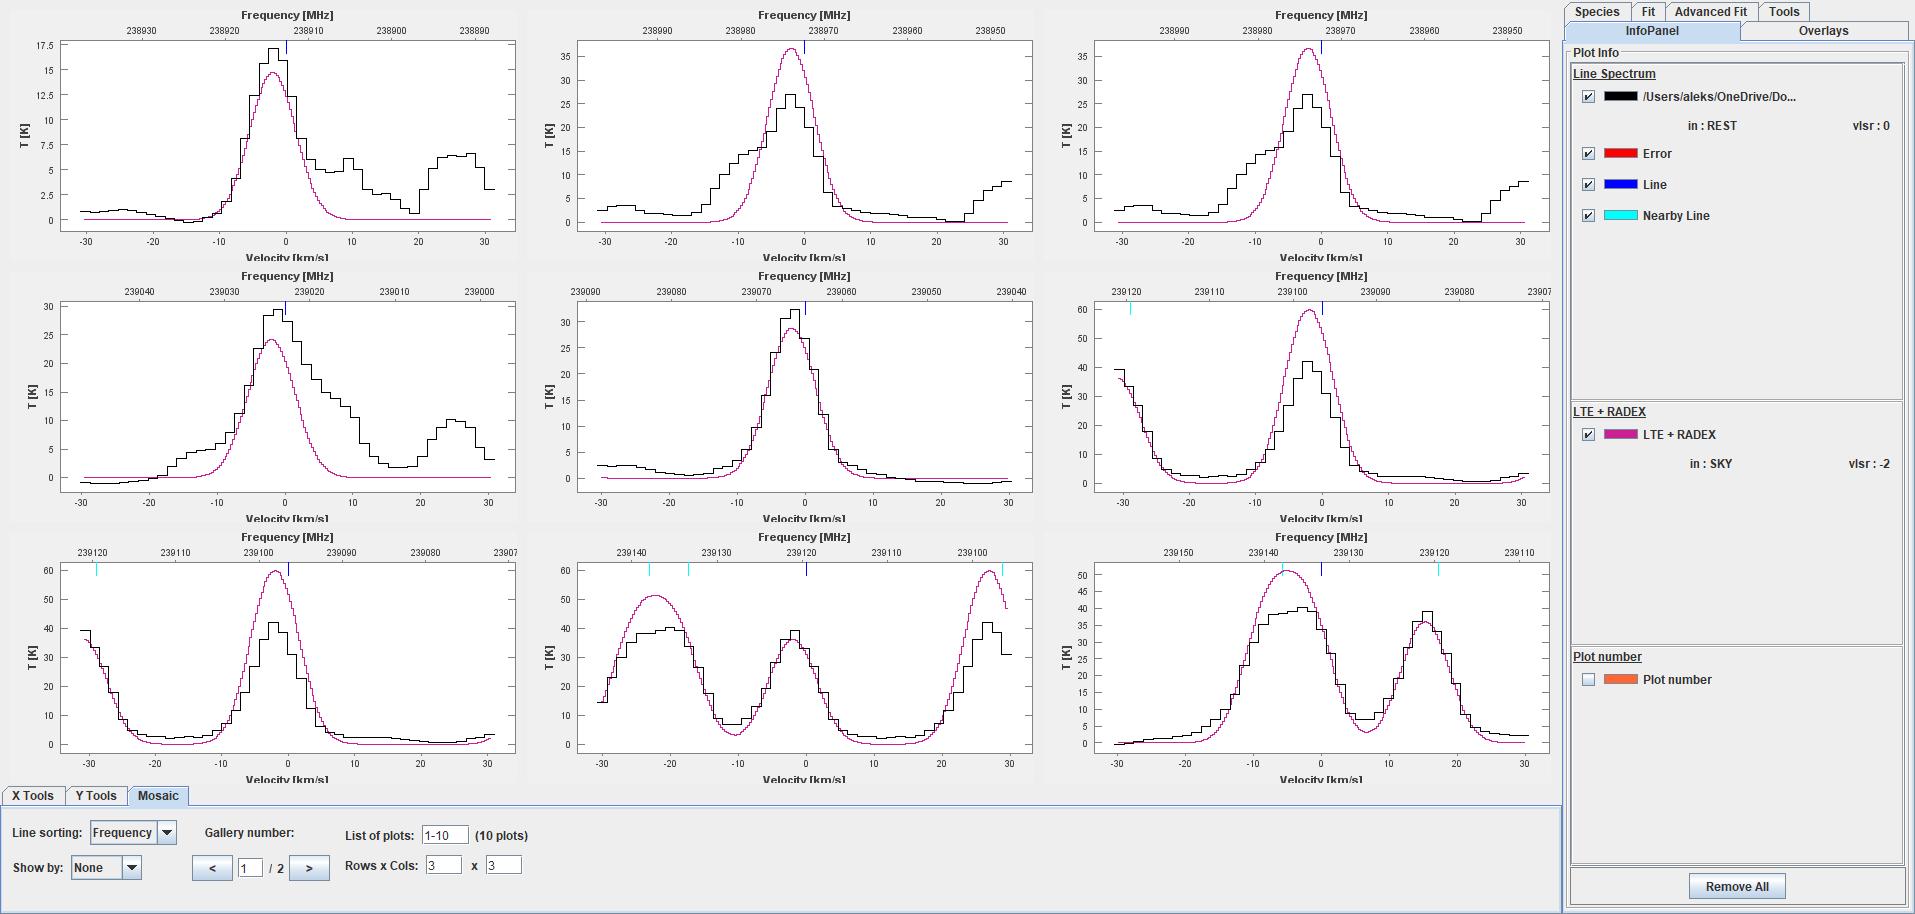 Frequency [MHz]
238930 238920 238910 238900 238890
17.5
15
12.5
10
7.5
5
2.5
0
T [K]
-30 -20 -10 0 10 20 30
Velocity [km/s]
Frequency [MHz]
238990 238980 238970 238960 238950
35
30
25
20
15
10
5
0
T [K]
-30 -20 -10 0 10 20 30
Velocity [km/s]
Frequency [MHz]
238990 238980 238970 238960 238950
35
30
25
20
15
10
5
0
T [K]
-30 -20 -10 0 10 20 30
Velocity [km/s]
Frequency [MHz]
239040 239030 239020 239010 239000
30
25
20
15
10
5
0
T [K]
-30 -20 -10 0 10 20 30
Velocity [km/s]
Frequency [MHz]
239090 239080 239070 239060 239050 239040
30
25
20
15
10
5
0
T [K]
-30 -20 -10 0 10 20 30
Velocity [km/s]
Frequency [MHz]
239120 239110 239100 239090 239080 23907
60
50
40
30
20
10
0
T [K]
-30 -20 -10 0 10 20 30
Velocity [km/s]
Frequency [MHz]
239120 239110 239100 239090 239080 23907
60
50
40
30
20
10
0
T [K]
-30 -20 -10 0 10 20 30
Velocity [km/s]
Frequency [MHz]
239140 239130 239120 239110 239100
60
50
40
30
20
10
0
T [K]
-30 -20 -10 0 10 20 30
Velocity [km/s]
Frequency [MHz]
239150 239140 239130 239120 239110
50
45
40
35
30
25
20
15
10
5
0
T [K]
-30 -20 -10 0 10 20 30
Velocity [km/s]
X Tools Y Tools Mosaic
Line sorting: Frequency Gallery number: List of plots: 1-10 (10 plots)
Show by: None < 1 / 2 > Rows x Cols: 3 x 3
Species Fit Advanced Fit Tools
InfoPanel Overlays
Plot Info
Line Spectrum
/Users/aleks/OneDrive/Do...
in : REST vlsr : 0
Error
Line
Nearby Line
LTE + RADEX
LTE + RADEX
in : SKY vlsr : -2
Plot number
Plot number
Remove All